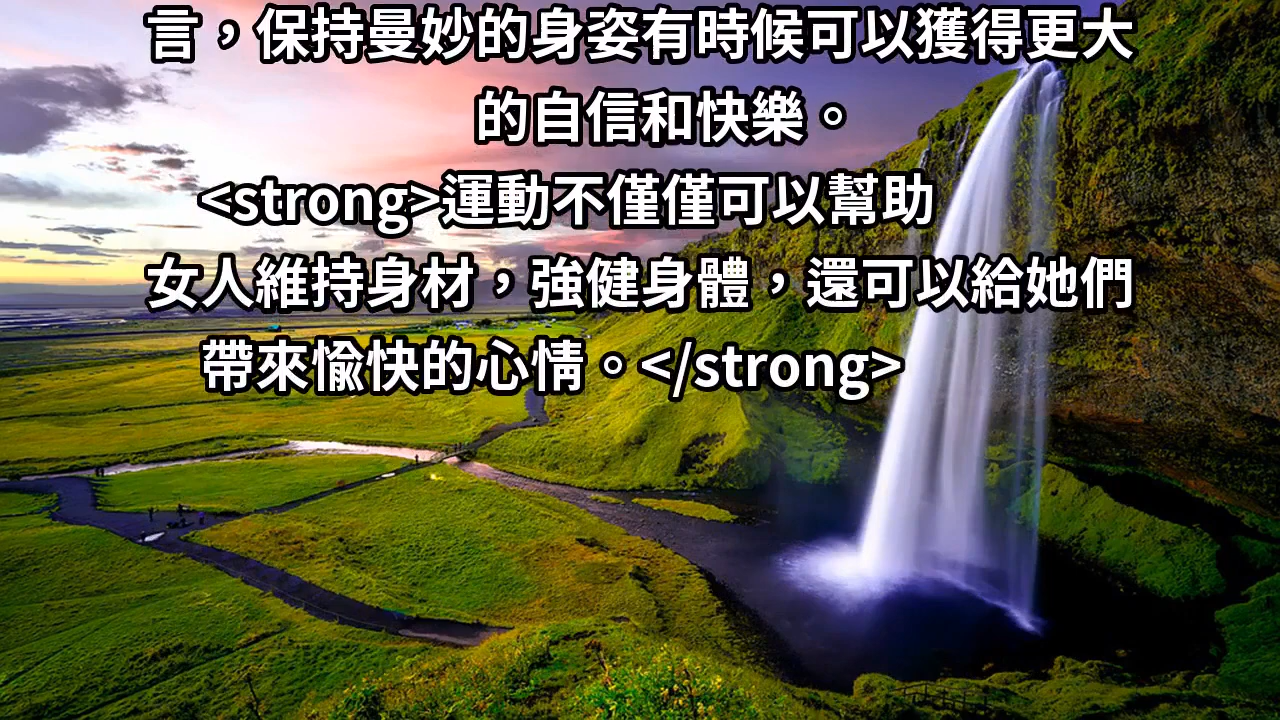 言，保持曼妙的身姿有時候可以獲得更大
的自信和快樂。
<strong>運動不僅僅可以幫助
女人維持身材，強健身體，還可以給她們
帶來愉快的心情。</strong>